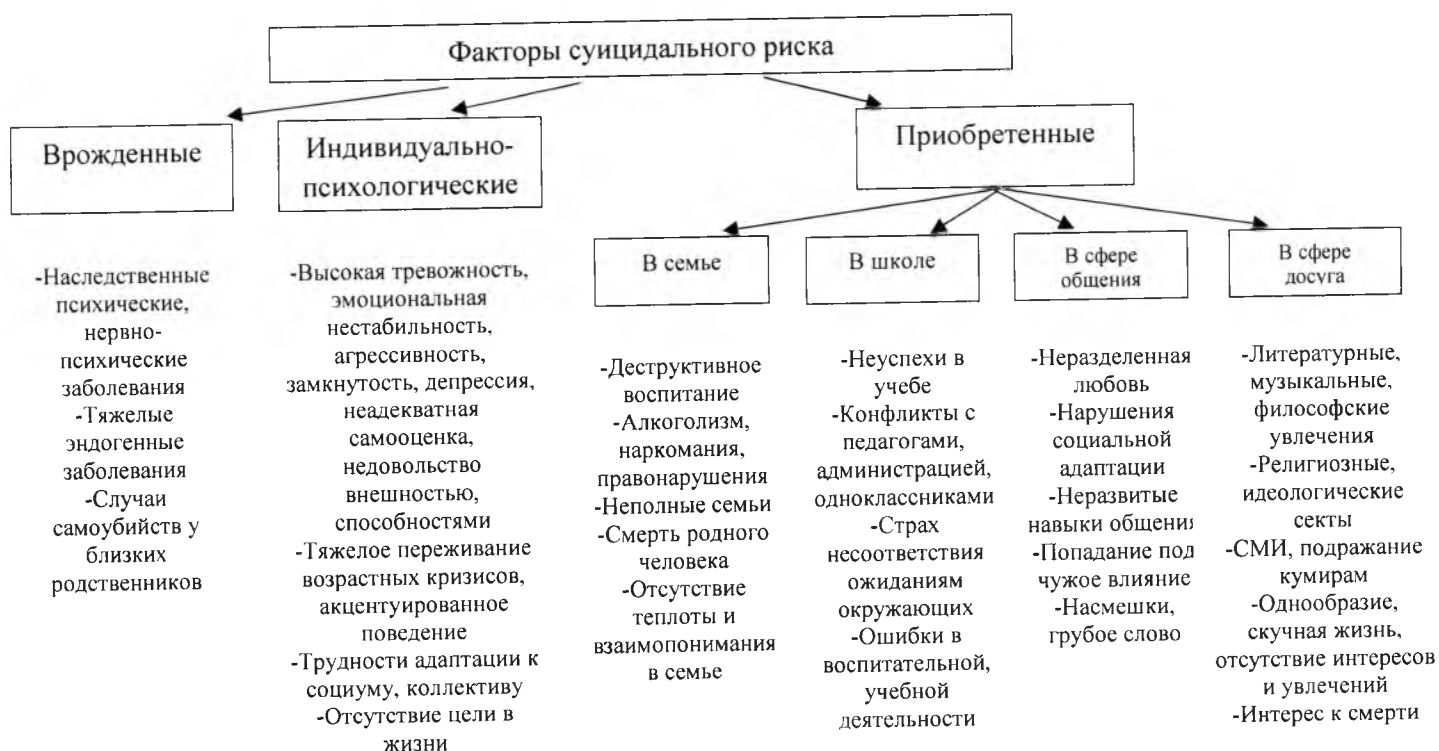 Факторы суицидального риска
Врожденные
Индивидуально-
психологические
Приобретенные
В семье
В школе
В сфере
общения
В сфере
досуга
-Наследственные
психические,
нервно-
психические
заболевания
-Тяжелые
эндогенные
заболевания
-Случаи
самоубийств у
близких
родственников
-Высокая тревожность,
эмоциональная
нестабильность,
агрессивность,
замкнутость, депрессия,
неадекватная
самооценка,
недовольство
внешностью,
способностями
-Тяжелое переживание
возрастных кризисов,
акцентуированное
поведение
-Трудности адаптации к
социуму, коллективу
-Отсутствие цели в
жизни
-Деструктивное
воспитание
-Алкоголизм,
наркомания,
правонарушения
-Неполные семьи
-Смерть родного
человека
-Отсутствие
теплоты и
взаимопонимания
в семье
-Неуспехи в
учебе
-Конфликты с
педагогами,
администрацией,
одноклассниками
-Страх
несоответствия
ожиданиям
окружающих
-Ошибки в
воспитательной,
учебной
деятельности
-Неразделенная
любовь
-Нарушения
социальной
адаптации
-Неразвитые
навыки общения
-Попадание под
чужое влияние
-Насмешки,
грубое слово
-Литературные,
музыкальные,
философские
увлечения
-Религиозные,
идеологические
секты
-СМИ, подражание
кумирам
-Однообразие,
скучная жизнь,
отсутствие интересов
и увлечений
-Интерес к смерти